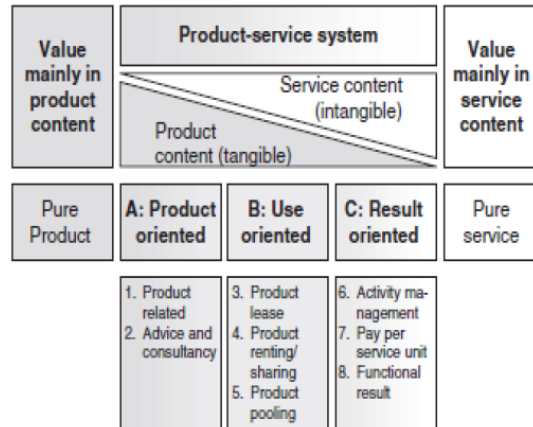 Value
mainly in
product
content
Product-service system
Service content
(intangible)
Product
content (tangible)
Value
mainly in
service
content
Pure
Product
A: Product
oriented
B: Use
oriented
C: Result
oriented
Pure
service
1. Product
related
2. Advice and
consultancy
3. Product
lease
4. Product
renting/
sharing
5. Product
pooling
6. Activity ma-
nagement
7. Pay per
service unit
8. Functional
result